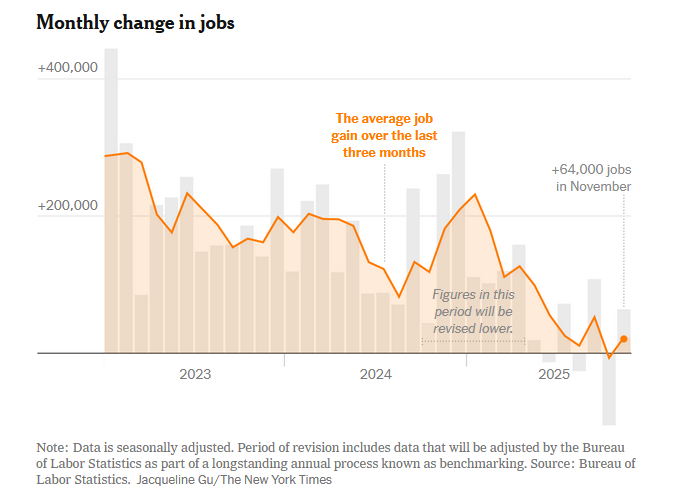 Monthly change in jobs
+400,000
The average job
gain over the last
three months
+64,000 jobs
in November
+200,000
Figures in this
period will be
revised lower.
2023
2024
2025
Note: Data is seasonally adjusted. Period of revision includes data that will be adjusted by the Bureau
of Labor Statistics as part of a longstanding annual process known as benchmarking. Source: Bureau of
Labor Statistics. Jacqueline Gu/The New York Times